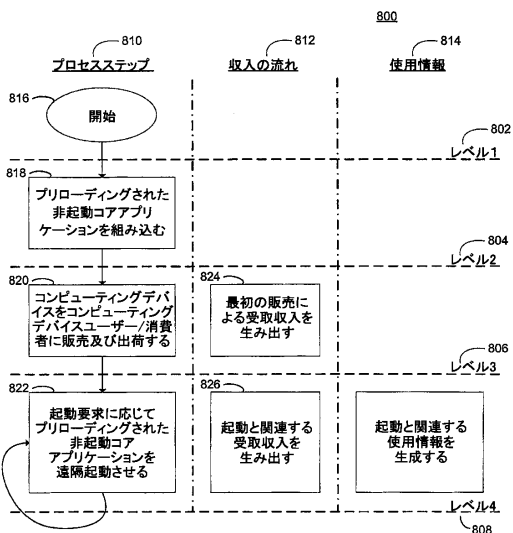 800
810
812
814
プロセスステップ
収入の流れ
使用情報
816
開始
802
レベル1
818
プリローディングされた
非起動コアアプリ
ケーションを組み込む
804
レベル2
820
コンピューティングデバ
イスをコンピューティング
デバイスユーザー/消費
者に販売及び出荷する
824
最初の販売に
よる受取収入を
生み出す
806
レベル3
822
起動要求に応じて
プリローディングされた
非起動コア
アプリケーションを
遠隔起動させる
826
起動と関連する
受取収入を
生み出す
起動と関連する
使用情報を
生成する
レベル4
808